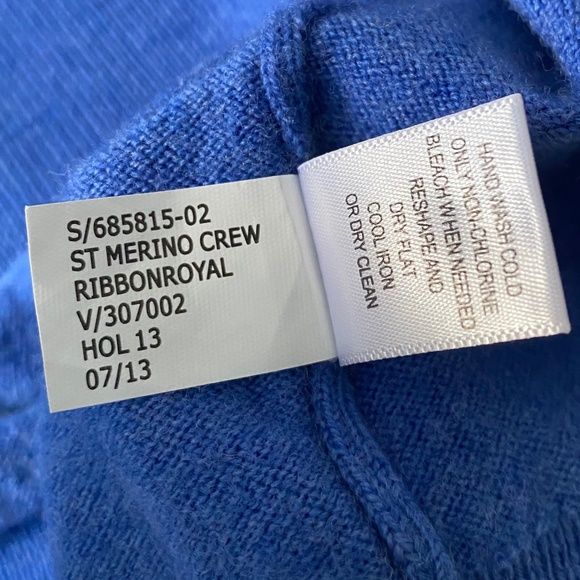 S/685815-02
ST MERINO CREW
RIBBONROYAL
V/307002
HOL 13
07/13
HAND WASH COLD
ONLY NON-CHLORINE
BLEACH WHEN NEEDED
RESHAPE AND
DRY FLAT
COOL IRON
OR DRY CLEAN